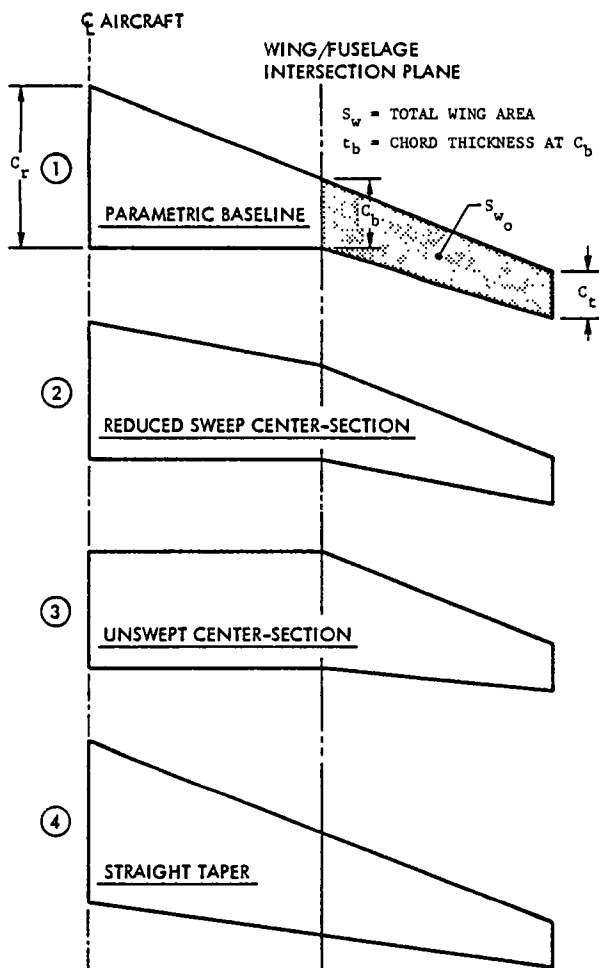 ℄ AIRCRAFT
WING/FUSELAGE
INTERSECTION PLANE
S_w = TOTAL WING AREA
t_b = CHORD THICKNESS AT C_b
C_r
1
PARAMETRIC BASELINE
C_b
S_w_o
C_t
2
REDUCED SWEEP CENTER-SECTION
3
UNSWEPT CENTER-SECTION
4
STRAIGHT TAPER